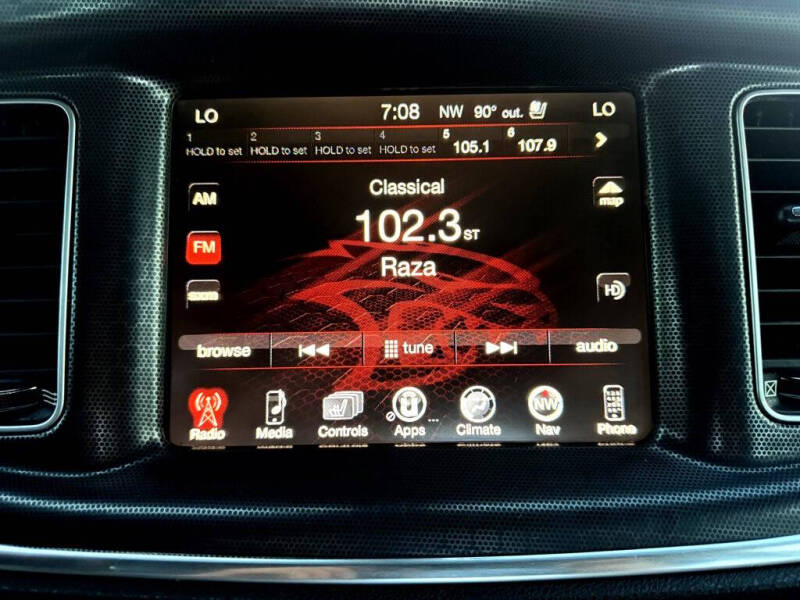 LO 7:08 NW 90° out. LO
1 2 3 4 5 6
HOLD to set HOLD to set HOLD to set HOLD to set 105.1 107.9
Classical
AM map
102.3 ST
FM
Raza
HD
browse tune audio
NW
Radio Media Controls Apps ... Climate Nav Phone